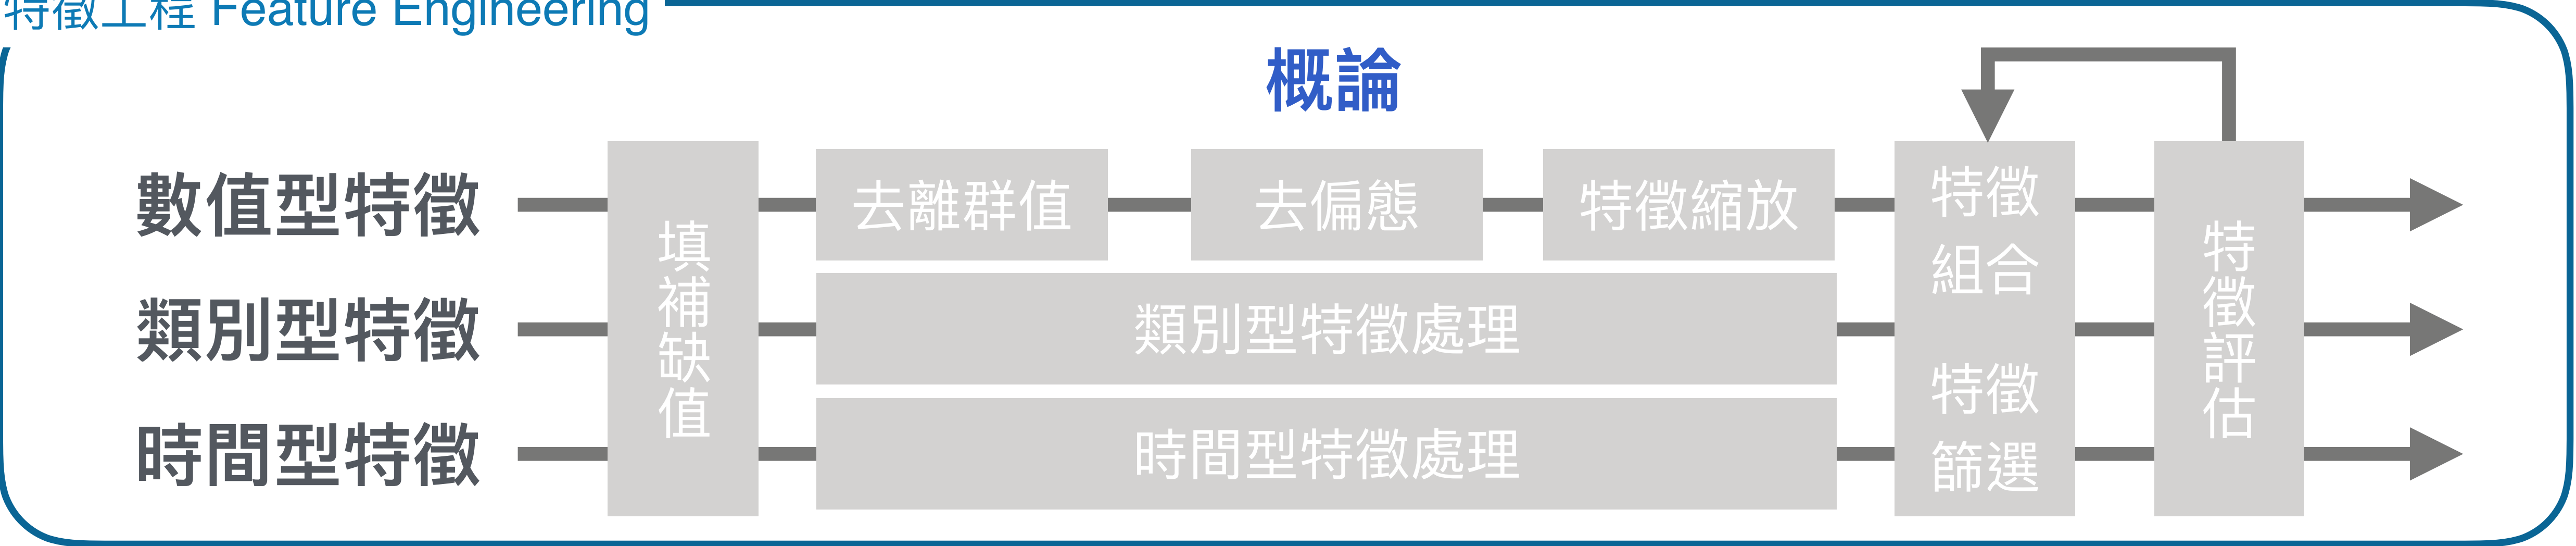 特徵工程 Feature Engineering
概論
數值型特徵
類別型特徵
時間型特徵
填補缺值
去離群值
去偏態
特徵縮放
類別型特徵處理
時間型特徵處理
特徵
組合
特徵
篩選
特徵評估